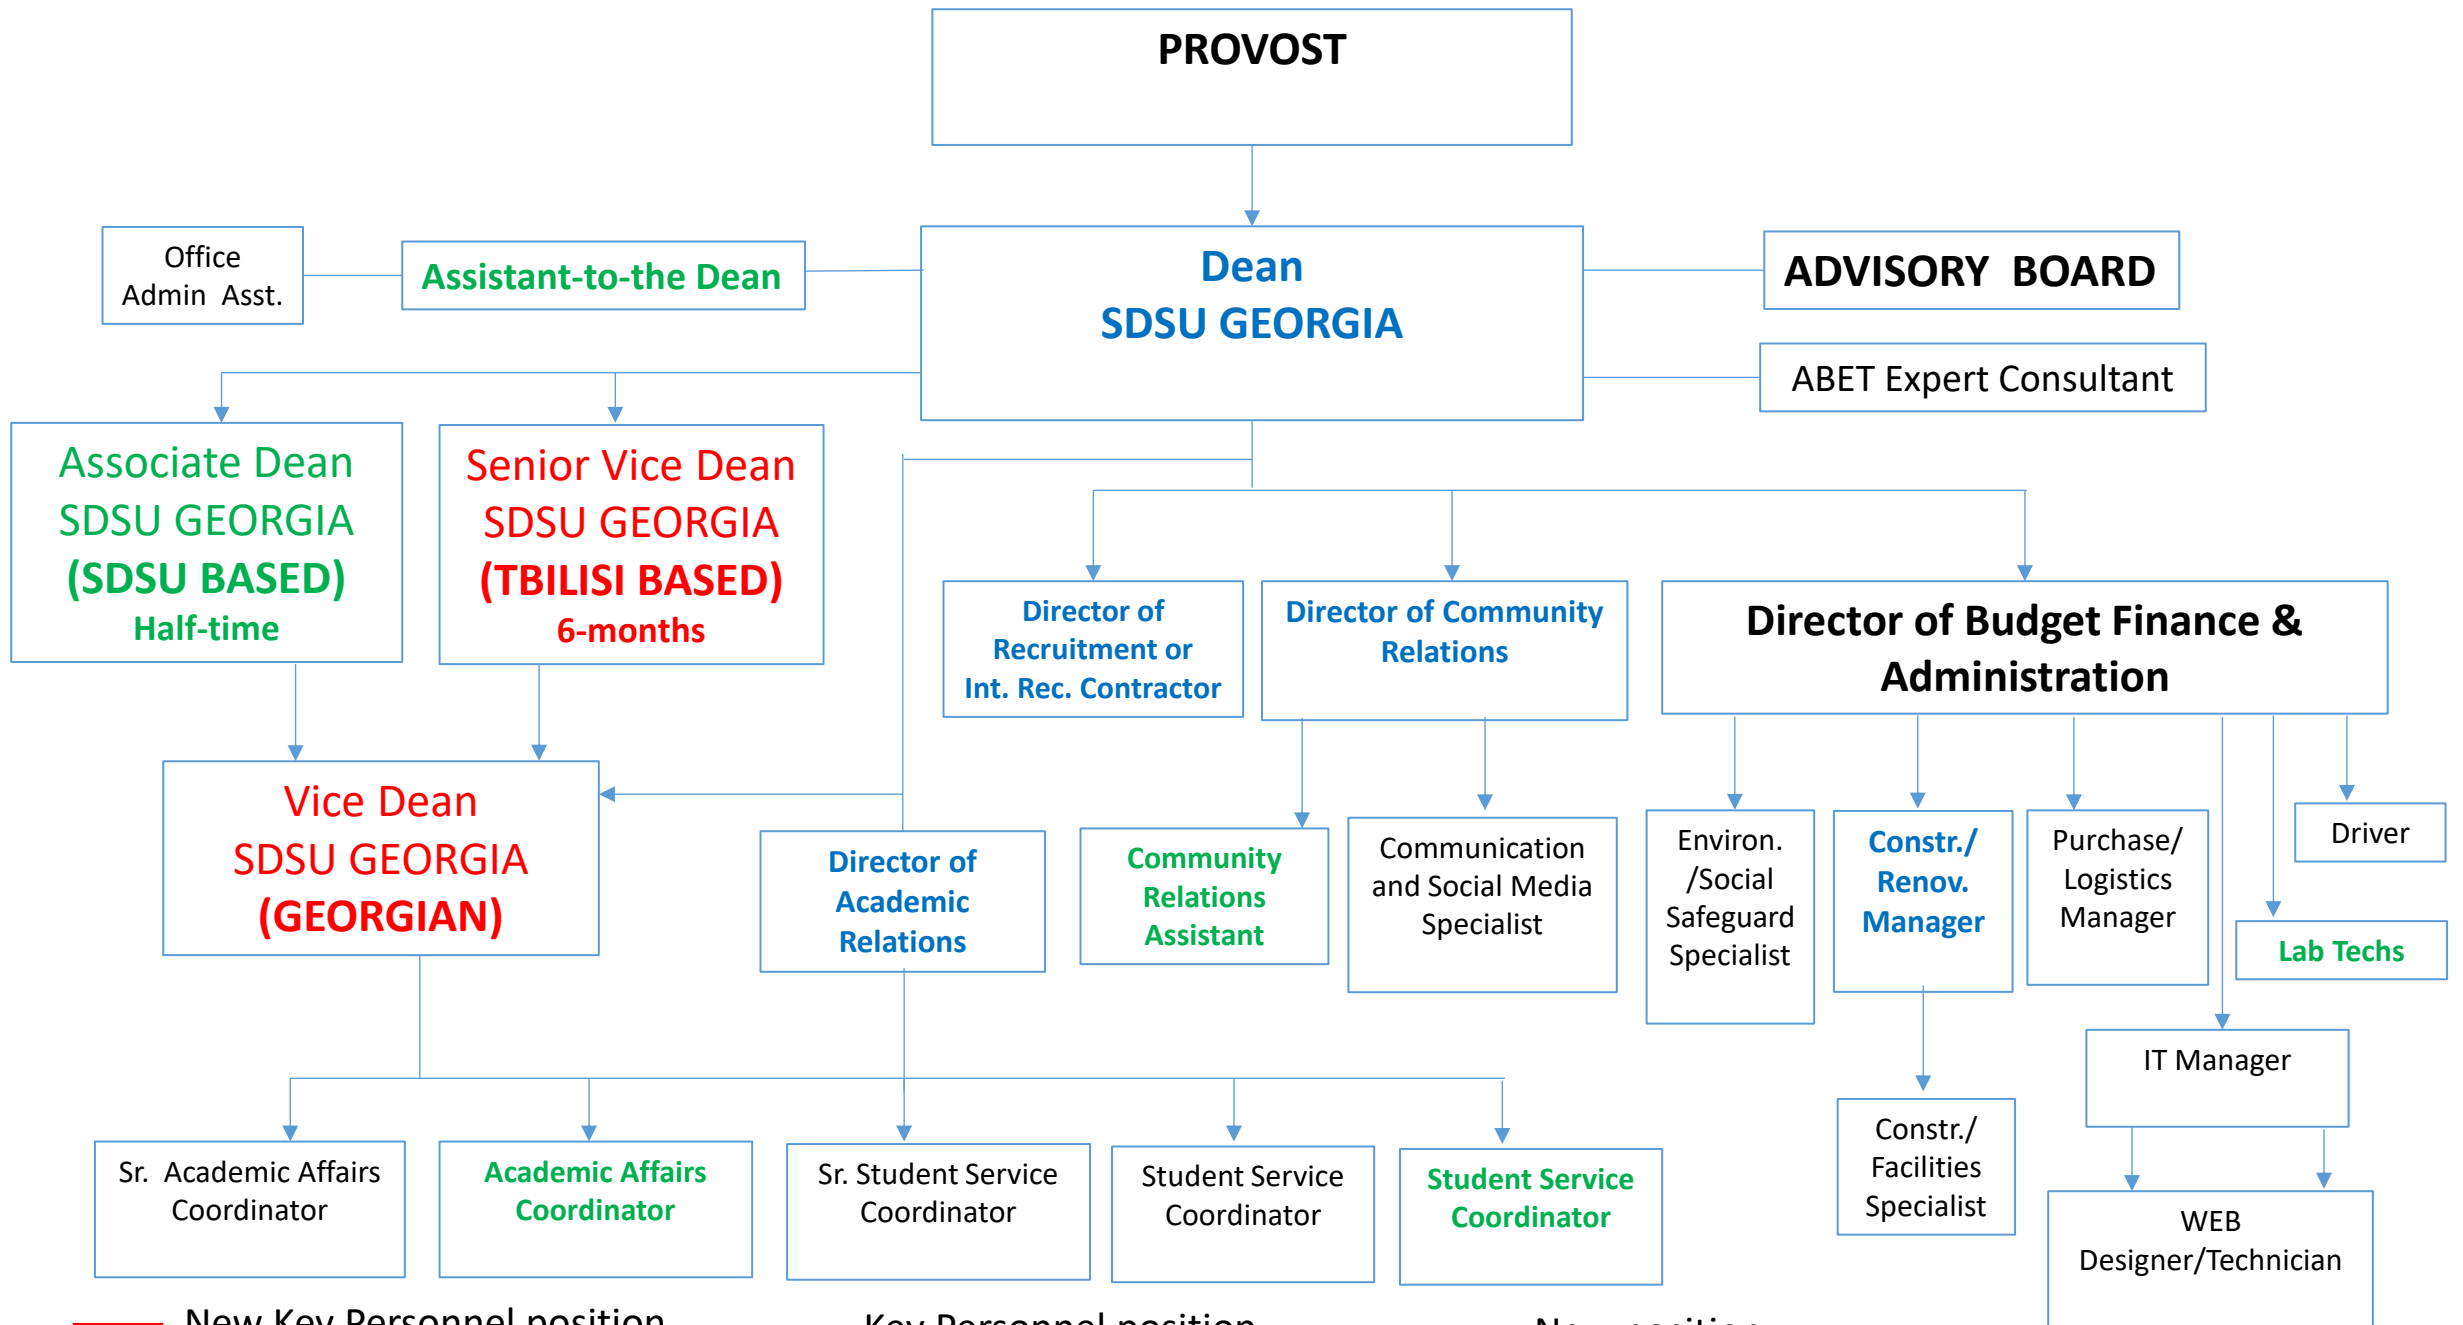 PROVOST
Office
Admin Asst.
Assistant-to-the Dean
Dean
SDSU GEORGIA
ADVISORY BOARD
ABET Expert Consultant
Associate Dean
SDSU GEORGIA
(SDSU BASED)
Half-time
Senior Vice Dean
SDSU GEORGIA
(TBILISI BASED)
6-months
Director of
Recruitment or
Int. Rec. Contractor
Director of Community
Relations
Director of Budget Finance &
Administration
Vice Dean
SDSU GEORGIA
(GEORGIAN)
Director of
Academic
Relations
Community
Relations
Assistant
Communication
and Social Media
Specialist
Environ.
/Social
Safeguard
Specialist
Constr./
Renov.
Manager
Purchase/
Logistics
Manager
Driver
Lab Techs
IT Manager
Constr./
Facilities
Specialist
WEB
Designer/Technician
Sr. Academic Affairs
Coordinator
Academic Affairs
Coordinator
Sr. Student Service
Coordinator
Student Service
Coordinator
Student Service
Coordinator
New Key Personnel position
Key Personnel position
New position